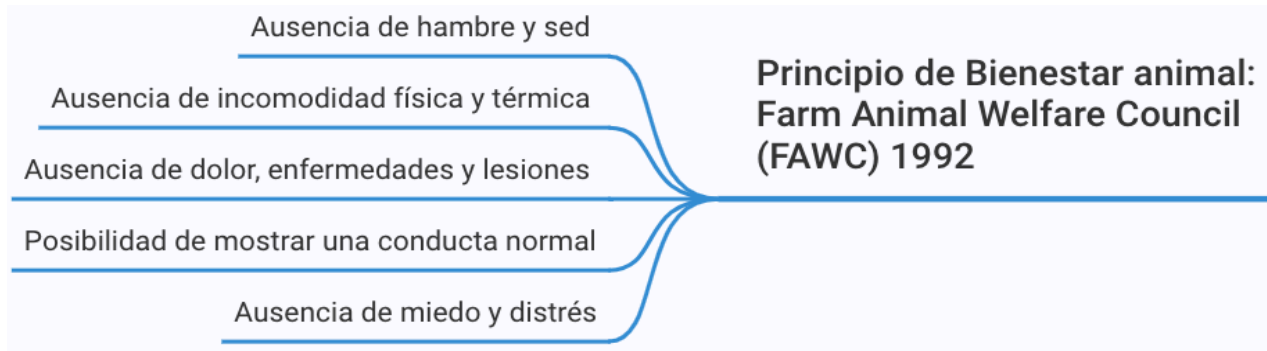 Ausencia de hambre y sed
Ausencia de incomodidad física y térmica
Ausencia de dolor, enfermedades y lesiones
Posibilidad de mostrar una conducta normal
Ausencia de miedo y distrés
Principio de Bienestar animal:
Farm Animal Welfare Council
(FAWC) 1992